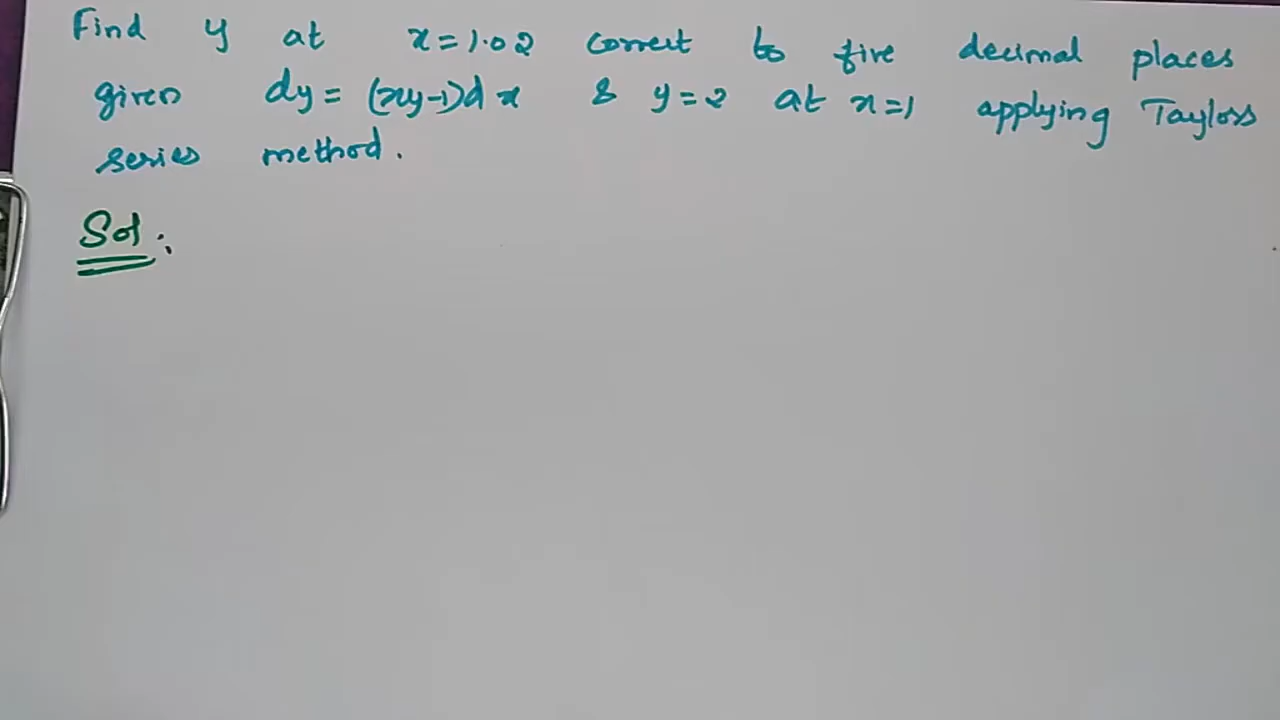 Find y at x=1.02 correct to five decimal places
given dy = (xy-1)dx & y=2 at x=1 applying Taylors
series method.
Sol: